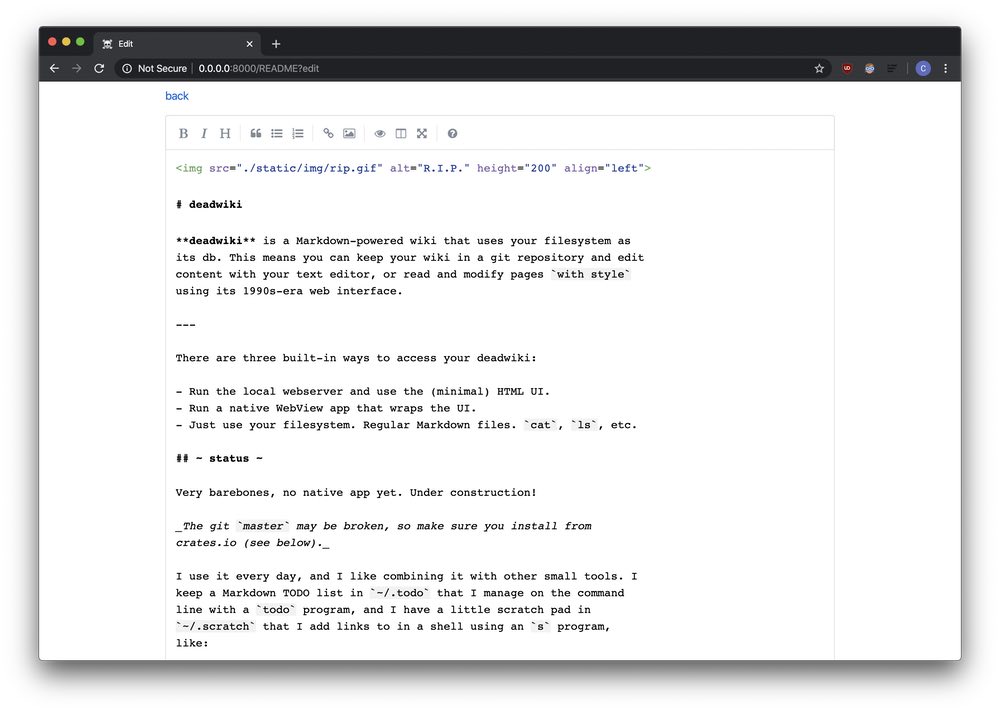 Edit
Not Secure | 0.0.0.0:8000/README?edit
UD
C
back
B I H
<img src="./static/img/rip.gif" alt="R.I.P." height="200" align="left">
# deadwiki
**deadwiki** is a Markdown-powered wiki that uses your filesystem as
its db. This means you can keep your wiki in a git repository and edit
content with your text editor, or read and modify pages `with style`
using its 1990s-era web interface.
---
There are three built-in ways to access your deadwiki:
- Run the local webserver and use the (minimal) HTML UI.
- Run a native WebView app that wraps the UI.
- Just use your filesystem. Regular Markdown files. `cat`, `ls`, etc.
## ~ status ~
Very barebones, no native app yet. Under construction!
_The git `master` may be broken, so make sure you install from
crates.io (see below)._
I use it every day, and I like combining it with other small tools. I
keep a Markdown TODO list in `~/.todo` that I manage on the command
line with a `todo` program, and I have a little scratch pad in
`~/.scratch` that I add links to in a shell using an `s` program,
like: